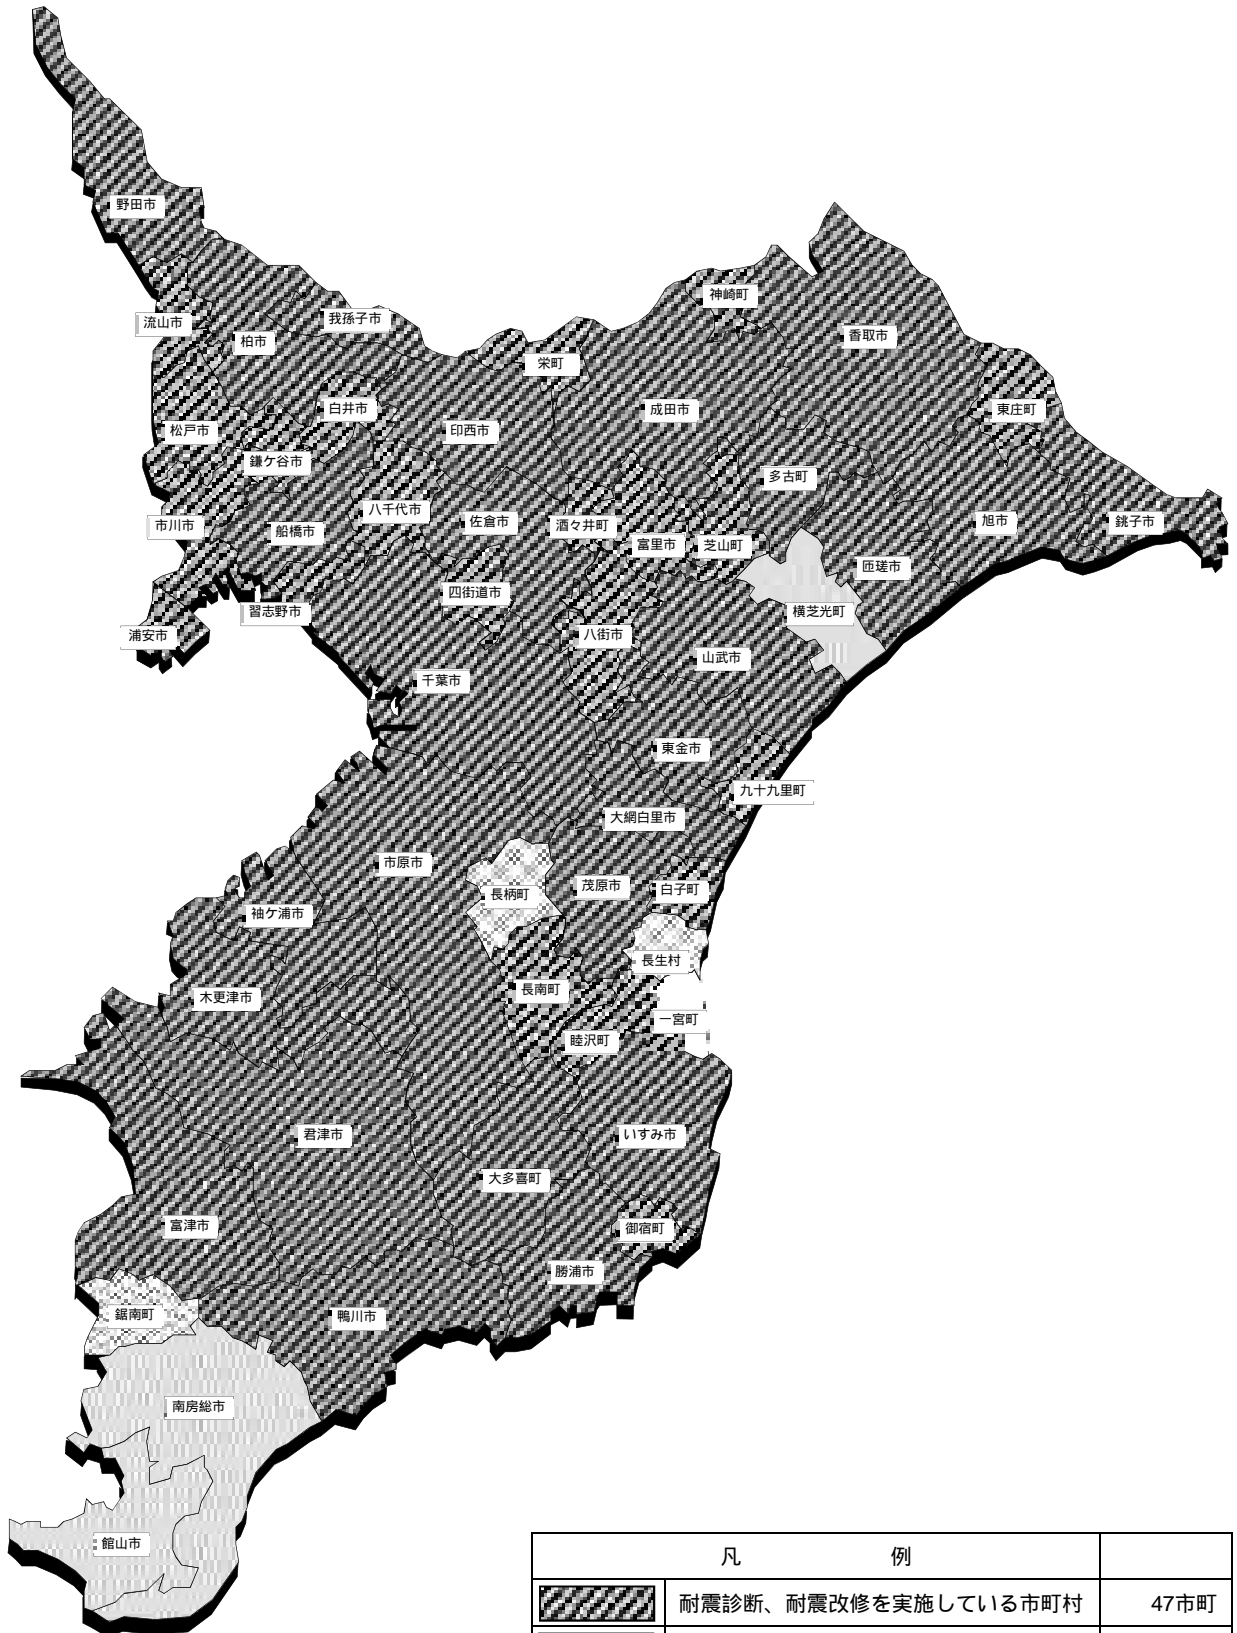 野田市
神崎町
流山市
我孫子市
香取市
柏市
栄町
白井市
成田市
東庄町
松戸市
印西市
鎌ケ谷市
多古町
八千代市
佐倉市
酒々井町
旭市
銚子市
市川市
船橋市
富里市
芝山町
匝瑳市
四街道市
習志野市
横芝光町
浦安市
八街市
山武市
千葉市
東金市
九十九里町
大網白里市
市原市
長柄町
茂原市
白子町
袖ケ浦市
長生村
木更津市
長南町
一宮町
睦沢町
君津市
いすみ市
大多喜町
富津市
御宿町
勝浦市
鋸南町
鴨川市
南房総市
館山市
凡 例
耐震診断、耐震改修を実施している市町村 47市町